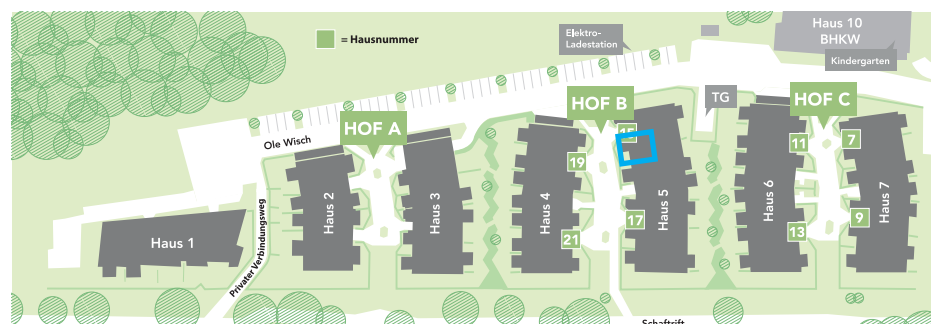 Haus 10
BHKW
Kindergarten
Elektro-
Ladestation
= Hausnummer
TG
HOF A
HOF B
HOF C
Ole Wisch
15
19
17
21
11
7
13
9
Haus 1
Haus 2
Haus 3
Haus 4
Haus 5
Haus 6
Haus 7
Privater Verbindungsweg
Schaftrift